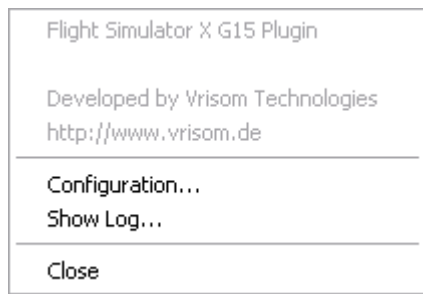 Flight Simulator X G15 Plugin
Developed by Vrisom Technologies
http://www.vrisom.de
Configuration...
Show Log...
Close